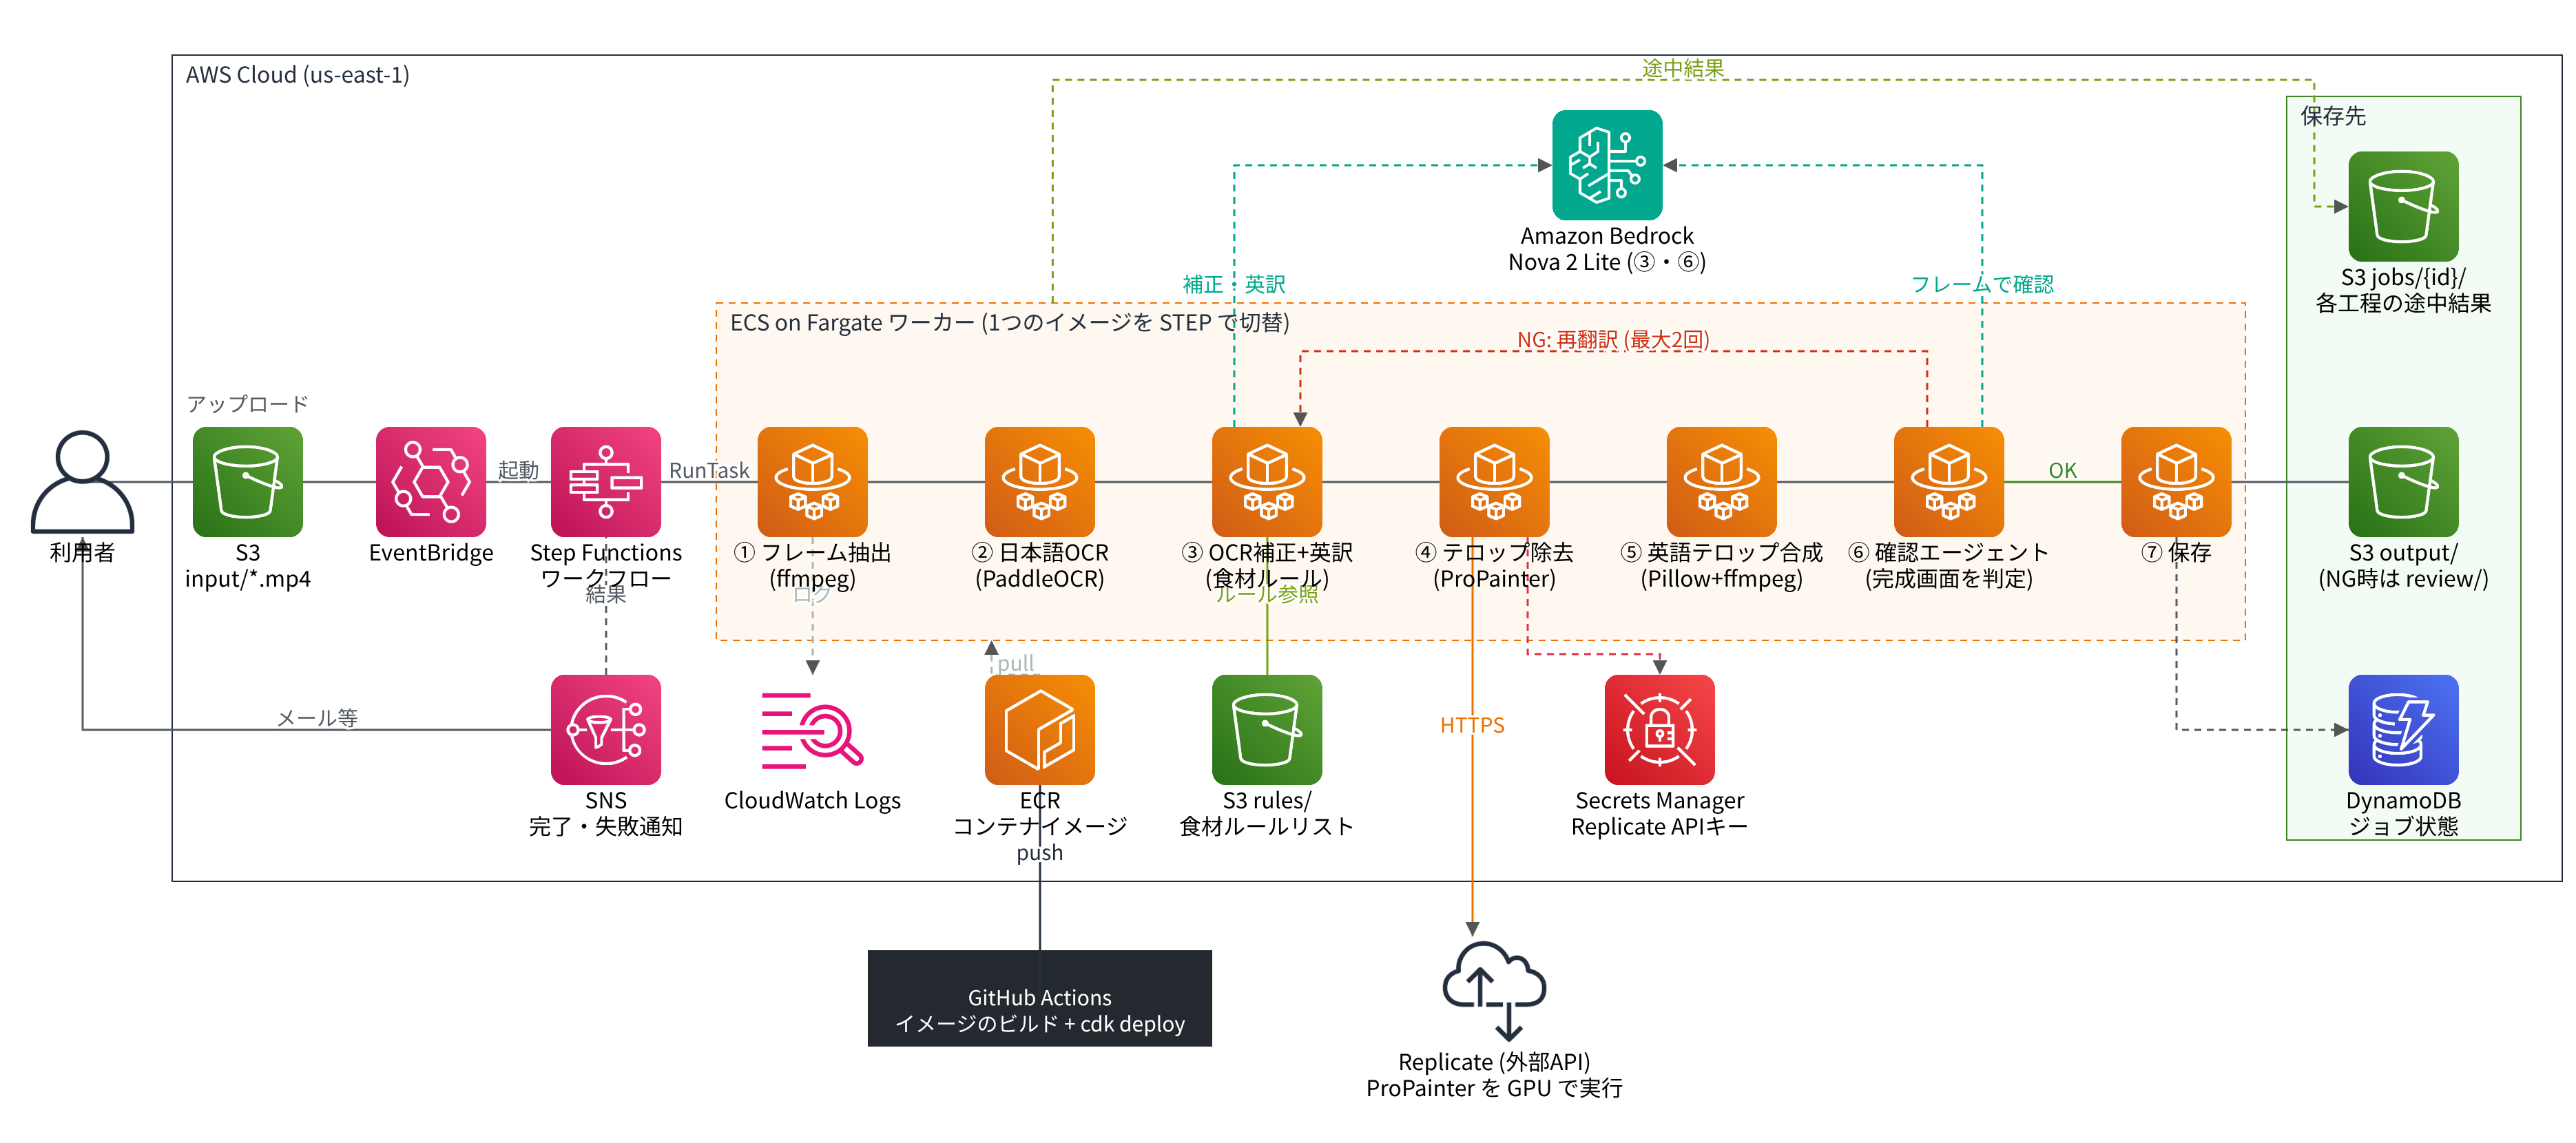 AWS Cloud (us-east-1)
途中結果
保存先
Amazon Bedrock
Nova 2 Lite (③・⑥)
S3 jobs/{id}/
各工程の途中結果
補正・英訳
フレームで確認
ECS on Fargate ワーカー (1つのイメージを STEP で切替)
NG: 再翻訳 (最大2回)
アップロード
起動
RunTask
OK
利用者
S3
input/*.mp4
EventBridge
Step Functions
ワークフロー
結果
① フレーム抽出
(ffmpeg)
ログ
② 日本語OCR
(PaddleOCR)
③ OCR補正+英訳
(食材ルール)
ルール参照
④ テロップ除去
(ProPainter)
⑤ 英語テロップ合成
(Pillow+ffmpeg)
⑥ 確認エージェント
(完成画面を判定)
⑦ 保存
S3 output/
(NG時は review/)
pull
メール等
HTTPS
SNS
完了・失敗通知
CloudWatch Logs
ECR
コンテナイメージ
push
S3 rules/
食材ルールリスト
Secrets Manager
Replicate APIキー
DynamoDB
ジョブ状態
GitHub Actions
イメージのビルド + cdk deploy
Replicate (外部API)
ProPainter を GPU で実行